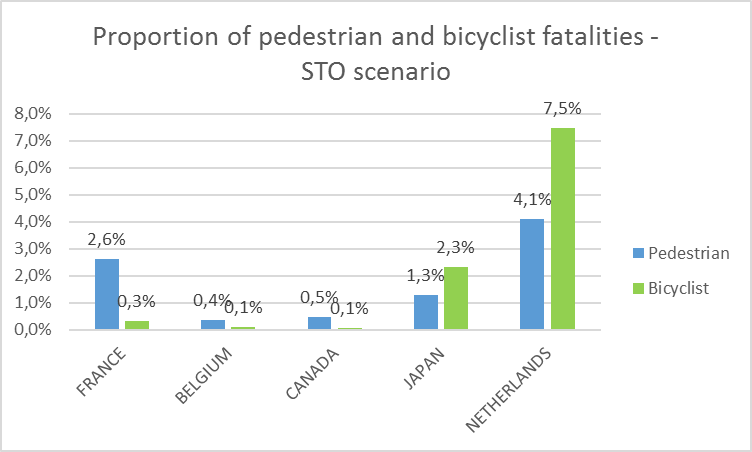 Proportion of pedestrian and bicyclist fatalities -
STO scenario
8,0%
7,0%
6,0%
5,0%
4,0%
3,0%
2,0%
1,0%
0,0%
2,6%
0,3%
0,4%
0,1%
0,5%
0,1%
1,3%
2,3%
4,1%
7,5%
FRANCE
BELGIUM
CANADA
JAPAN
NETHERLANDS
Pedestrian
Bicyclist